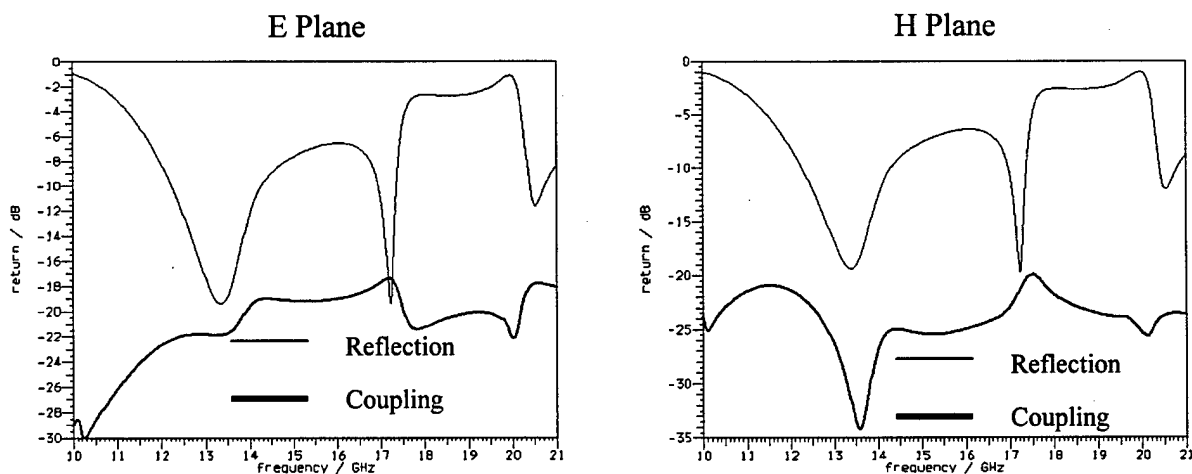 E Plane
return / dB
0
-2
-4
-6
-8
-10
-12
-14
-16
-18
-20
-22
-24
-26
-28
-30
10 11 12 13 14 15 16 17 18 19 20 21
frequency / GHz
Reflection
Coupling
H Plane
return / dB
0
-5
-10
-15
-20
-25
-30
-35
10 11 12 13 14 15 16 17 18 19 20 21
frequency / GHz
Reflection
Coupling